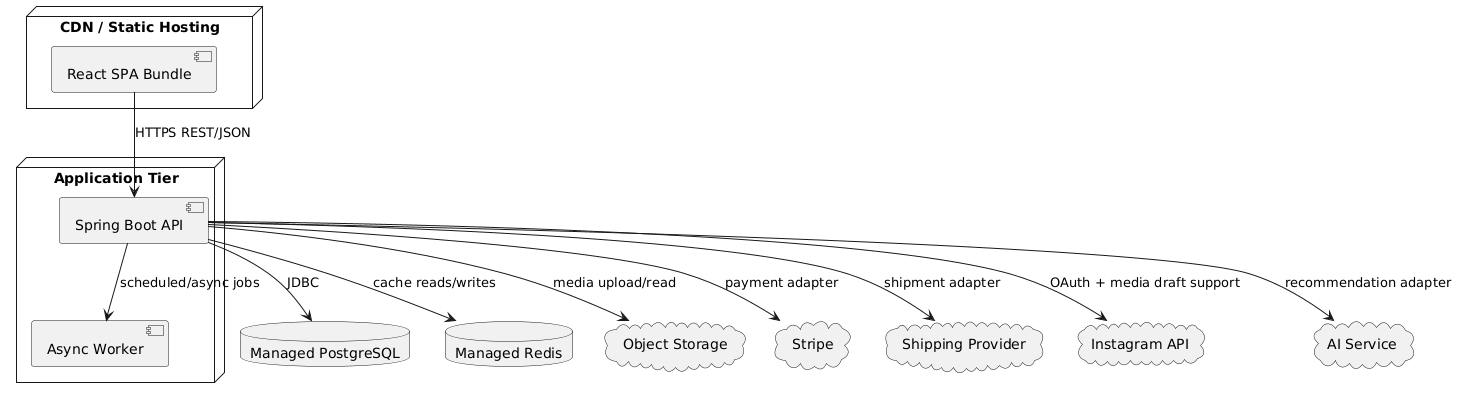 CDN / Static Hosting
React SPA Bundle
HTTPS REST/JSON
Application Tier
Spring Boot API
scheduled/async jobs
JDBC
cache reads/writes
media upload/read
payment adapter
shipment adapter
OAuth + media draft support
recommendation adapter
Async Worker
Managed PostgreSQL
Managed Redis
Object Storage
Stripe
Shipping Provider
Instagram API
AI Service